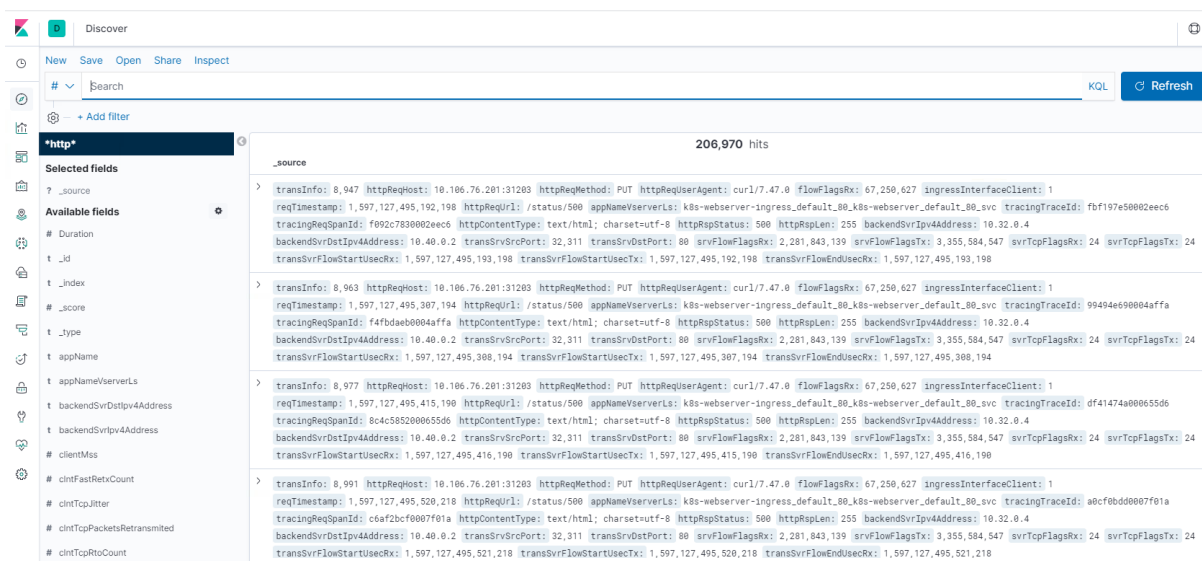 D Discover
New Save Open Share Inspect
# Search KQL Refresh
+ Add filter
*http*
Selected fields
? _source
Available fields
# Duration
t _id
t _index
# _score
t _type
t appName
t appNameVserverLs
t backendSvrDstIpv4Address
t backendSvrIpv4Address
# clientMss
# clntFastRetxCount
# clntTcpJitter
# clntTcpPacketsRetransmited
# clntTcpRtoCount
206,970 hits
_source
transInfo: 8,947 httpReqHost: 10.106.76.201:31203 httpReqMethod: PUT httpReqUserAgent: curl/7.47.0 flowFlagsRx: 67,250,627 ingressInterfaceClient: 1
reqTimestamp: 1,597,127,495,192,198 httpReqUrl: /status/500 appNameVserverLs: k8s-webserver-ingress_default_80_k8s-webserver_default_80_svc tracingTraceId: fbf197e50002eec6
tracingReqSpanId: f092c7830002eec6 httpContentType: text/html; charset=utf-8 httpRspStatus: 500 httpRspLen: 255 backendSvrIpv4Address: 10.32.0.4
backendSvrDstIpv4Address: 10.40.0.2 transSrvSrcPort: 32,311 transSrvDstPort: 80 srvFlowFlagsRx: 2,281,843,139 srvFlowFlagsTx: 3,355,584,547 svrTcpFlagsRx: 24 svrTcpFlagsTx: 24
transSvrFlowStartUsecRx: 1,597,127,495,193,198 transSvrFlowStartUsecTx: 1,597,127,495,192,198 transSvrFlowEndUsecRx: 1,597,127,495,193,198
transInfo: 8,963 httpReqHost: 10.106.76.201:31203 httpReqMethod: PUT httpReqUserAgent: curl/7.47.0 flowFlagsRx: 67,250,627 ingressInterfaceClient: 1
reqTimestamp: 1,597,127,495,307,194 httpReqUrl: /status/500 appNameVserverLs: k8s-webserver-ingress_default_80_k8s-webserver_default_80_svc tracingTraceId: 99494e690004affa
tracingReqSpanId: f4fbdaeb0004affa httpContentType: text/html; charset=utf-8 httpRspStatus: 500 httpRspLen: 255 backendSvrIpv4Address: 10.32.0.4
backendSvrDstIpv4Address: 10.40.0.2 transSrvSrcPort: 32,311 transSrvDstPort: 80 srvFlowFlagsRx: 2,281,843,139 srvFlowFlagsTx: 3,355,584,547 svrTcpFlagsRx: 24 svrTcpFlagsTx: 24
transSvrFlowStartUsecRx: 1,597,127,495,308,194 transSvrFlowStartUsecTx: 1,597,127,495,307,194 transSvrFlowEndUsecRx: 1,597,127,495,308,194
transInfo: 8,977 httpReqHost: 10.106.76.201:31203 httpReqMethod: PUT httpReqUserAgent: curl/7.47.0 flowFlagsRx: 67,250,627 ingressInterfaceClient: 1
reqTimestamp: 1,597,127,495,415,190 httpReqUrl: /status/500 appNameVserverLs: k8s-webserver-ingress_default_80_k8s-webserver_default_80_svc tracingTraceId: df41474a000655d6
tracingReqSpanId: 8c4c5852000655d6 httpContentType: text/html; charset=utf-8 httpRspStatus: 500 httpRspLen: 255 backendSvrIpv4Address: 10.32.0.4
backendSvrDstIpv4Address: 10.40.0.2 transSrvSrcPort: 32,311 transSrvDstPort: 80 srvFlowFlagsRx: 2,281,843,139 srvFlowFlagsTx: 3,355,584,547 svrTcpFlagsRx: 24 svrTcpFlagsTx: 24
transSvrFlowStartUsecRx: 1,597,127,495,416,190 transSvrFlowStartUsecTx: 1,597,127,495,415,190 transSvrFlowEndUsecRx: 1,597,127,495,416,190
transInfo: 8,991 httpReqHost: 10.106.76.201:31203 httpReqMethod: PUT httpReqUserAgent: curl/7.47.0 flowFlagsRx: 67,250,627 ingressInterfaceClient: 1
reqTimestamp: 1,597,127,495,520,218 httpReqUrl: /status/500 appNameVserverLs: k8s-webserver-ingress_default_80_k8s-webserver_default_80_svc tracingTraceId: a0cf0bdd0007f01a
tracingReqSpanId: c6af2bcf0007f01a httpContentType: text/html; charset=utf-8 httpRspStatus: 500 httpRspLen: 255 backendSvrIpv4Address: 10.32.0.4
backendSvrDstIpv4Address: 10.40.0.2 transSrvSrcPort: 32,311 transSrvDstPort: 80 srvFlowFlagsRx: 2,281,843,139 srvFlowFlagsTx: 3,355,584,547 svrTcpFlagsRx: 24 svrTcpFlagsTx: 24
transSvrFlowStartUsecRx: 1,597,127,495,521,218 transSvrFlowStartUsecTx: 1,597,127,495,520,218 transSvrFlowEndUsecRx: 1,597,127,495,521,218